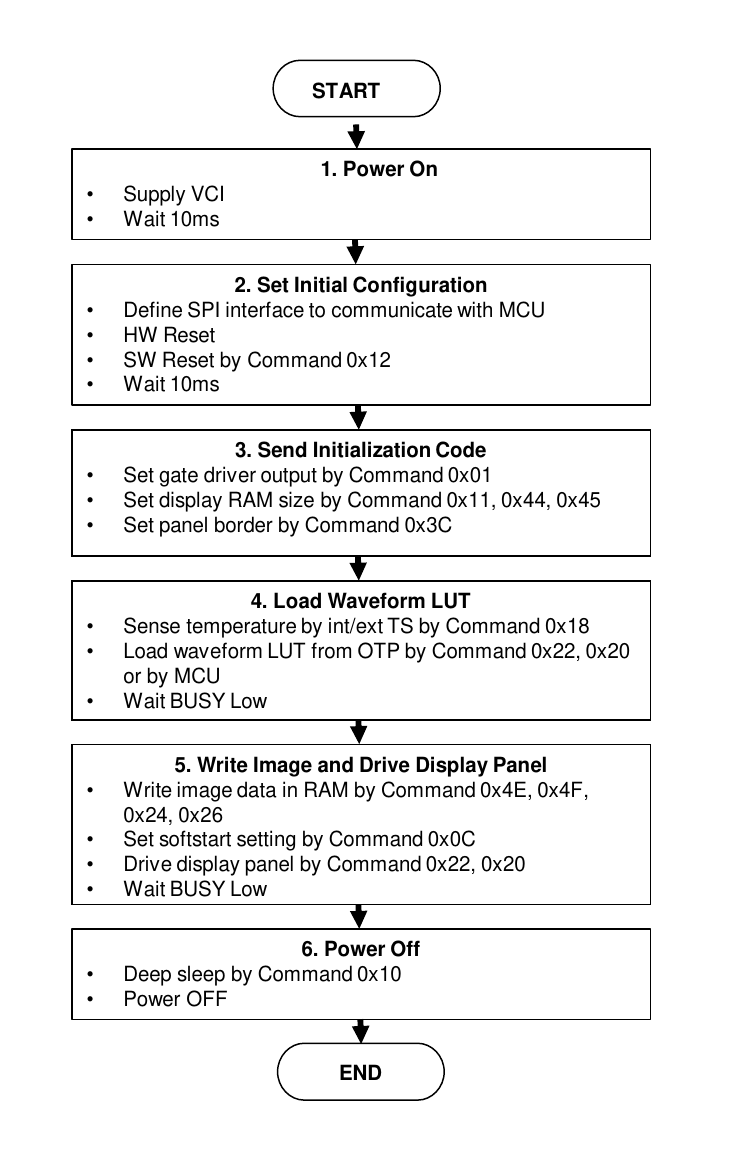 START
1. Power On
• Supply VCI
• Wait 10ms
2. Set Initial Configuration
• Define SPI interface to communicate with MCU
• HW Reset
• SW Reset by Command 0x12
• Wait 10ms
3. Send Initialization Code
• Set gate driver output by Command 0x01
• Set display RAM size by Command 0x11, 0x44, 0x45
• Set panel border by Command 0x3C
4. Load Waveform LUT
• Sense temperature by int/ext TS by Command 0x18
• Load waveform LUT from OTP by Command 0x22, 0x20
or by MCU
• Wait BUSY Low
5. Write Image and Drive Display Panel
• Write image data in RAM by Command 0x4E, 0x4F,
0x24, 0x26
• Set softstart setting by Command 0x0C
• Drive display panel by Command 0x22, 0x20
• Wait BUSY Low
6. Power Off
• Deep sleep by Command 0x10
• Power OFF
END